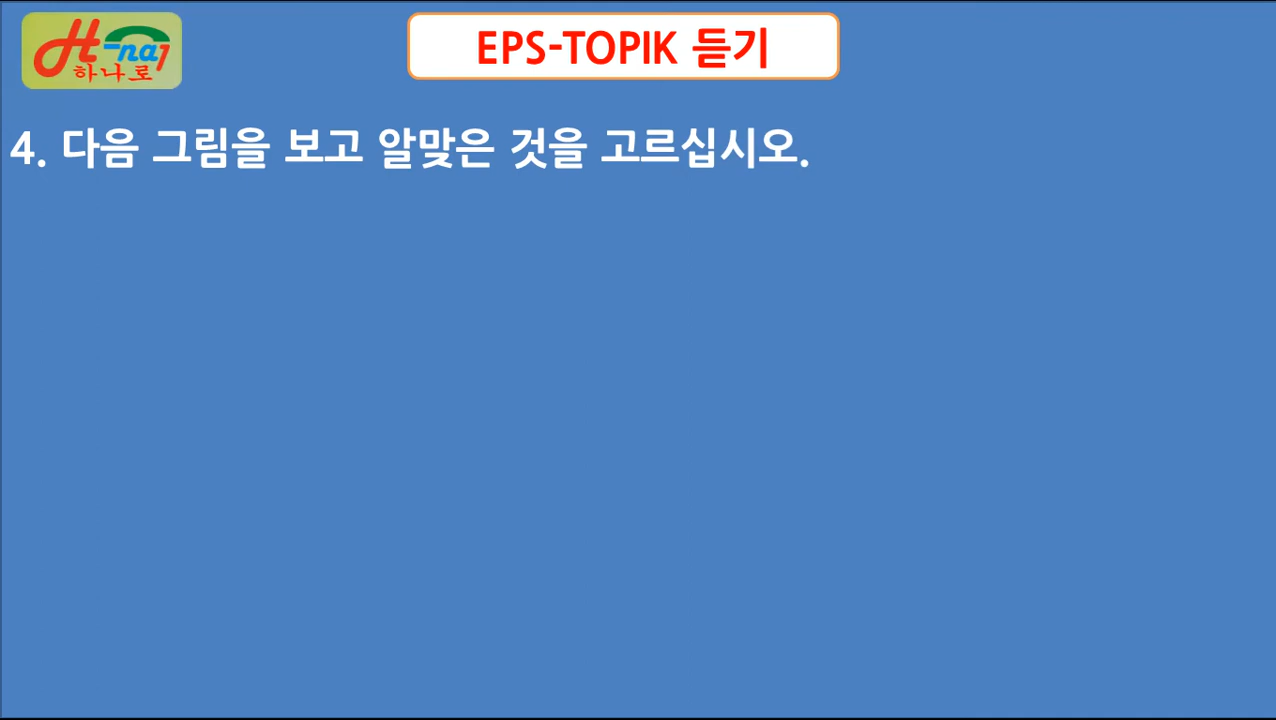 H-na
하나로
EPS-TOPIK 듣기
4. 다음 그림을 보고 알맞은 것을 고르십시오.